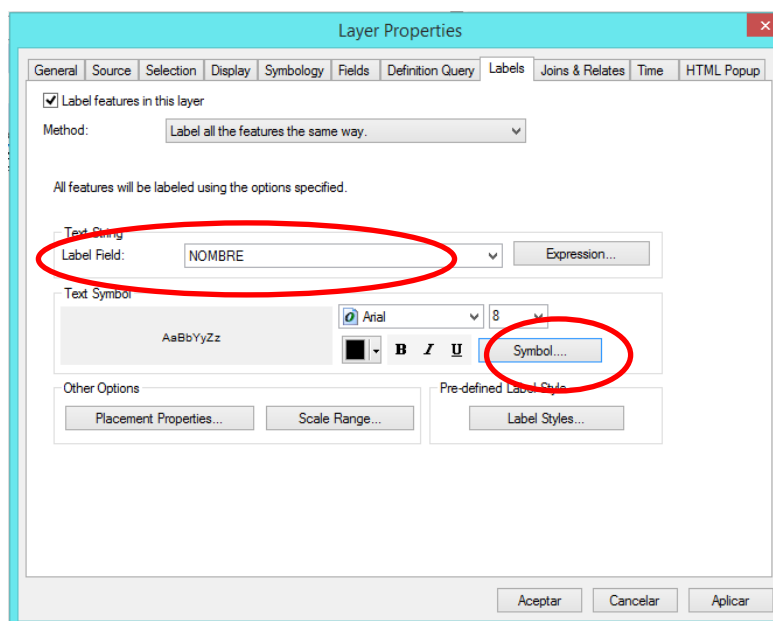 Layer Properties
General Source Selection Display Symbology Fields Definition Query Labels Joins & Relates Time HTML Popup
Label features in this layer
Method: Label all the features the same way.
All features will be labeled using the options specified.
Text String
Label Field: NOMBRE Expression...
Text Symbol
AaBbYyZz
Arial 8
B I U Symbol....
Other Options
Placement Properties... Scale Range...
Pre-defined Label Style
Label Styles...
Aceptar Cancelar Aplicar